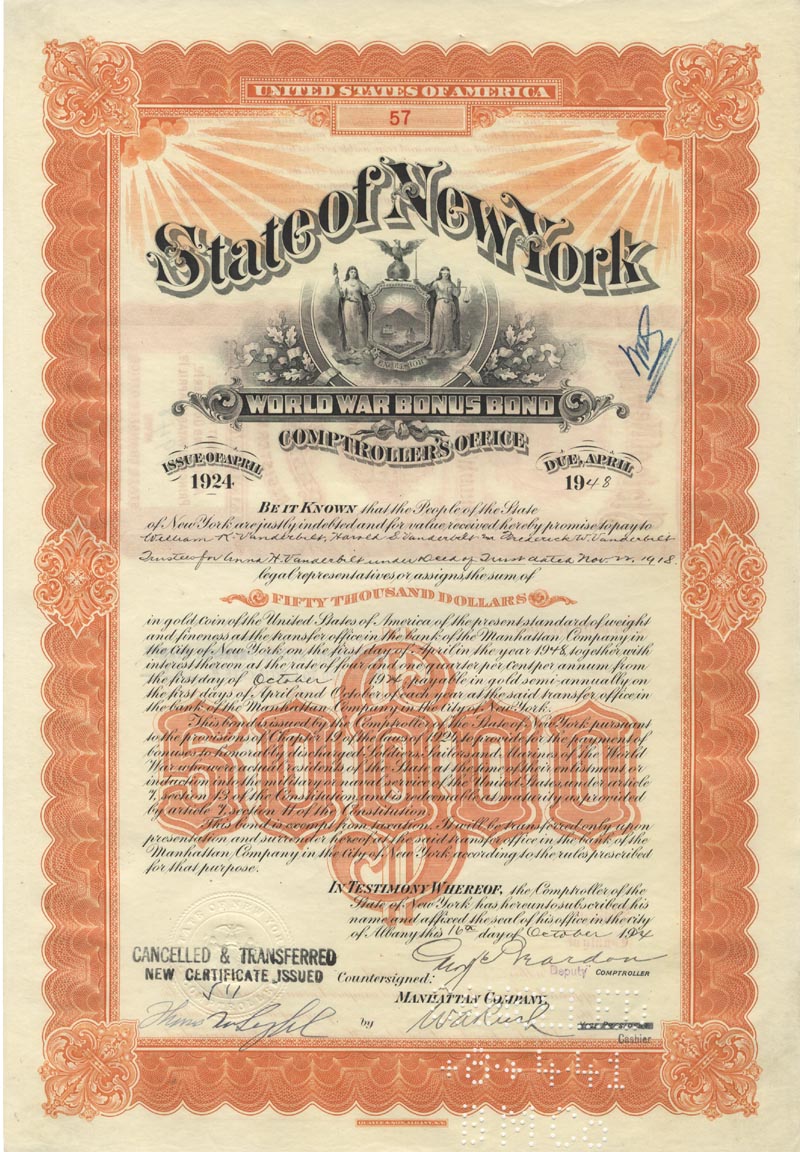 UNITED STATES OF AMERICA
57
State of New York
EXCELSIOR
WORLD WAR BONUS BOND
COMPTROLLER'S OFFICE
ISSUE OF APRIL
1924
DUE, APRIL
1948
BE IT KNOWN that the People of the State
of New York are justly indebted and for value received hereby promise to pay to
William K. Vanderbilt, Harold S. Vanderbilt & Frederick W. Vanderbilt
Trustees for Anna H. Vanderbilt under Deed of Trust dated Nov. 22, 1918.
legal representatives or assigns the sum of
FIFTY THOUSAND DOLLARS
in gold coin of the United States of America of the present standard of weight
and fineness at the transfer office in the bank of the Manhattan Company in
the City of New York on the first day of April in the year 1948, together with
interest thereon at the rate of four and one quarter per cent per annum from
the first day of October 1924 payable in gold semi-annually on
the first days of April and October of each year at the said transfer office in
the bank of the Manhattan Company in the City of New York.
This bond is issued by the Comptroller of the State of New York pursuant
to the provisions of Chapter 19 of the law of 1924 to provide for the payment of
bonuses to honorably discharged Soldiers, Sailors and Marines of the World
War who were actual residents of the State at the time of their enlistment or
induction into the military or naval service of the United States, under article
7, section 13 of the Constitution and is redeemable at maturity as provided
by article 7, section 11 of the Constitution.
This bond is exempt from taxation. It will be transferred only upon
presentation and surrender hereof at the said transfer office in the bank of the
Manhattan Company in the City of New York according to the rules prescribed
for that purpose.
50000
IN TESTIMONY WHEREOF, the Comptroller of the
State of New York has hereunto subscribed his
name and affixed the seal of his office in the city
of Albany this 16th day of October 1924
CANCELLED & TRANSFERRED
NEW CERTIFICATE ISSUED
Deputy COMPTROLLER
Countersigned:
MANHATTAN COMPANY,
by
Cashier